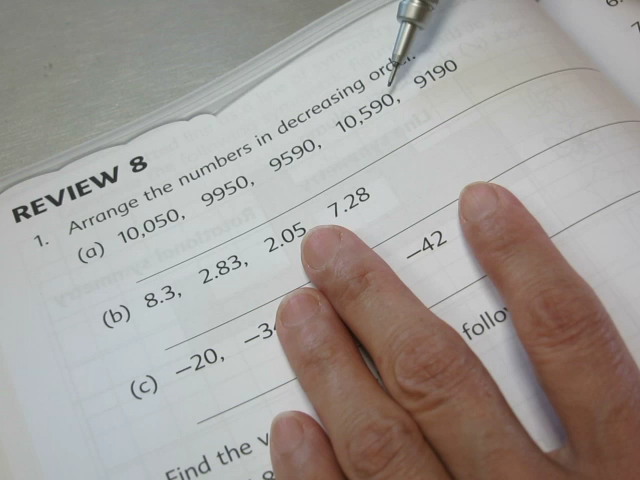 REVIEW 8
1. Arrange the numbers in decreasing order.
(a) 10,050, 9950, 9590, 10,590, 9190
(b) 8.3, 2.83, 2.05, 7.28
(c) −20, −42
Find the